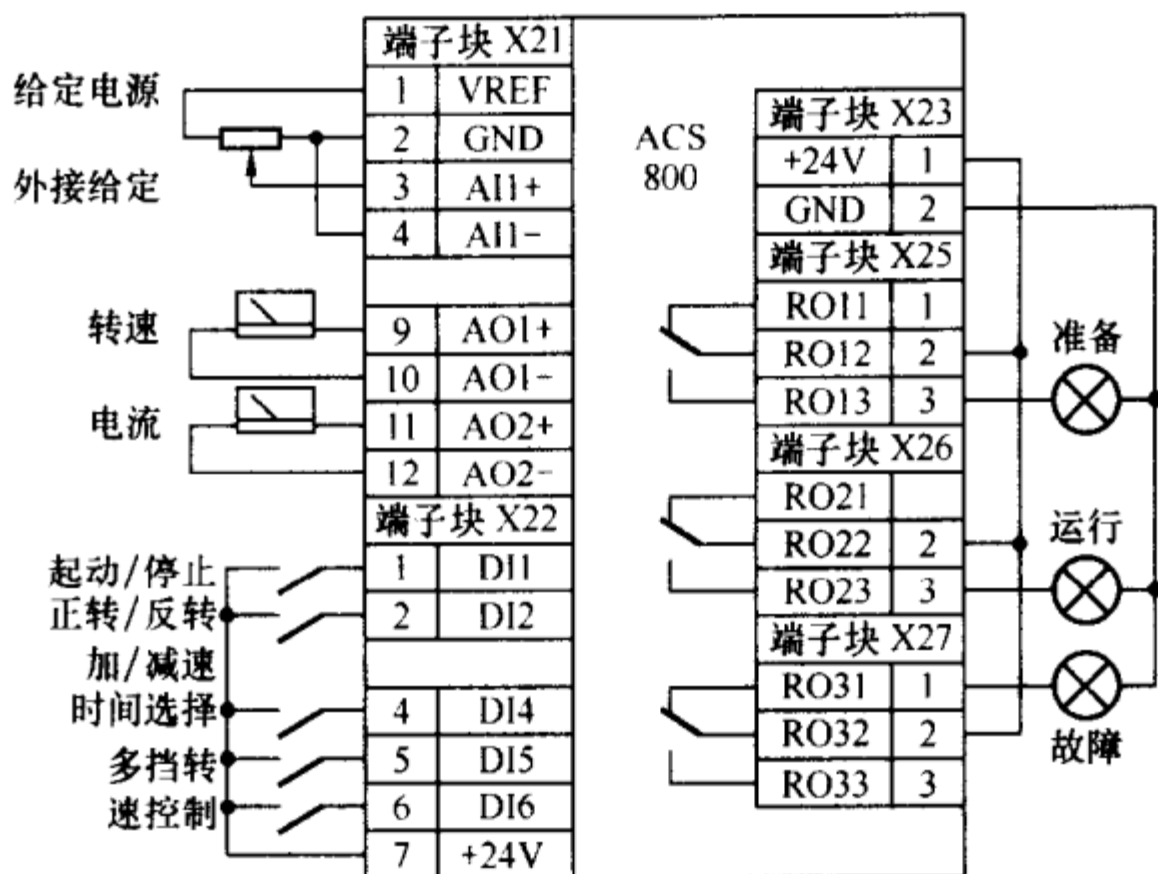 端子块 X21
给定电源
1 VREF
2 GND
外接给定
3 AI1+
4 AI1-
转速
9 AO1+
10 AO1-
电流
11 AO2+
12 AO2-
端子块 X22
起动/停止
1 DI1
正转/反转
2 DI2
加/减速
时间选择
4 DI4
多挡转
5 DI5
速控制
6 DI6
7 +24V
ACS
800
端子块 X23
+24V 1
GND 2
端子块 X25
RO11 1
RO12 2
准备
RO13 3
端子块 X26
RO21
RO22 2
运行
RO23 3
端子块 X27
RO31 1
RO32 2
故障
RO33 3